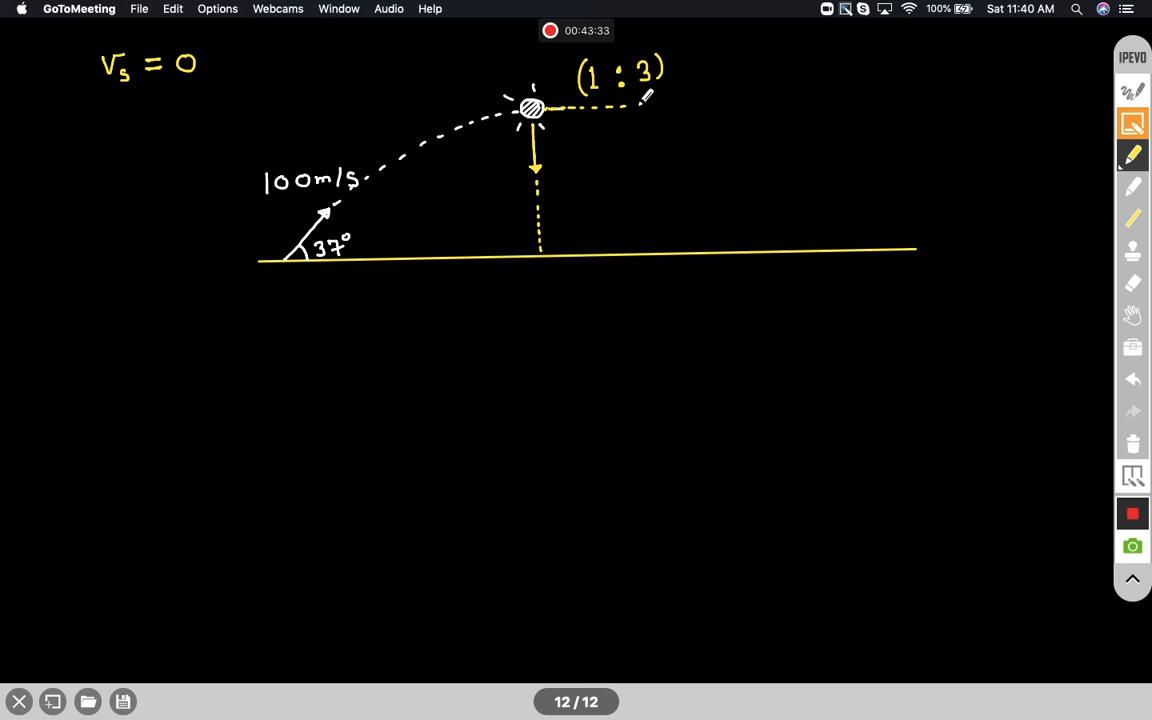 GoToMeeting File Edit Options Webcams Window Audio Help 100% Sat 11:40 AM
00:43:33
IPEVO
Vs = 0
(1 : 3)
100m/s
37°
12 / 12